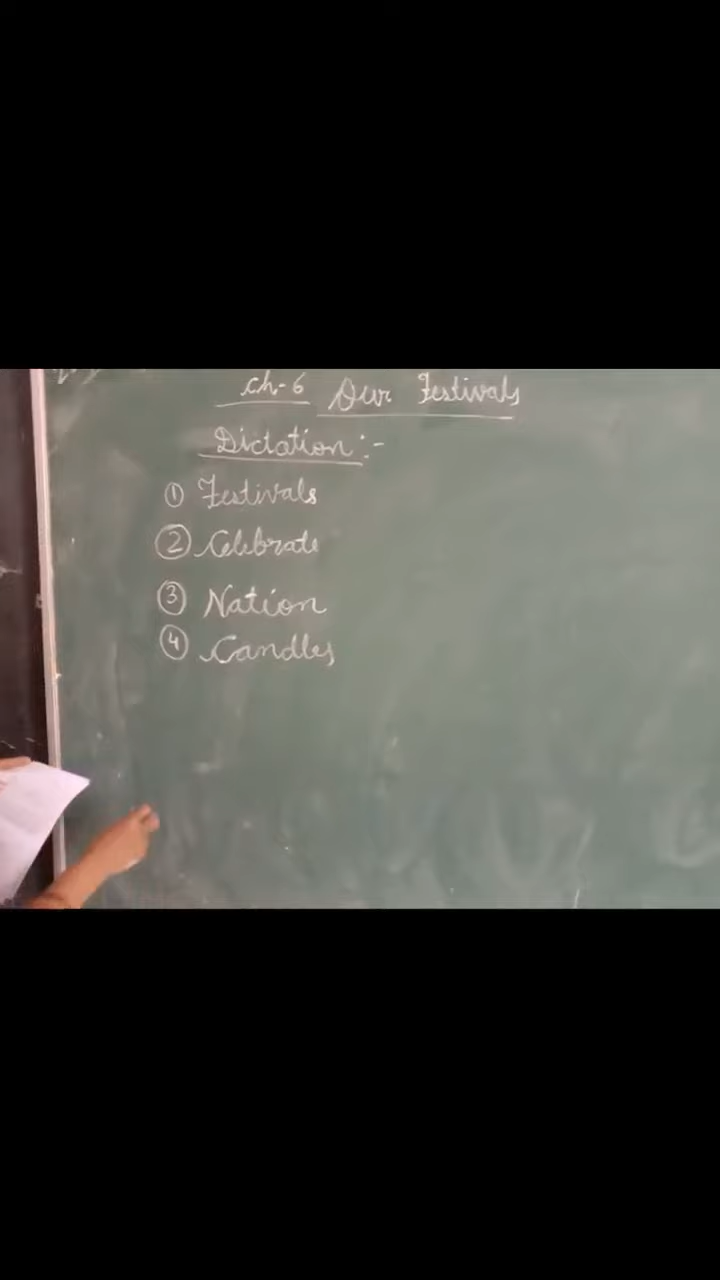 Ch-6 Our Festivals
Dictation:-
① Festivals
② Celebrate
③ Nation
④ Candles